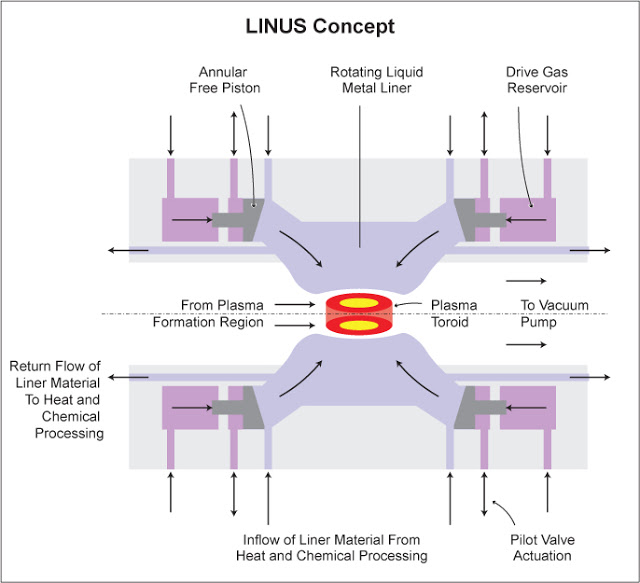 LINUS Concept
Annular
Free Piston
Rotating Liquid
Metal Liner
Drive Gas
Reservoir
From Plasma
Formation Region
Plasma
Toroid
To Vacuum
Pump
Return Flow of
Liner Material
To Heat and
Chemical
Processing
Inflow of Liner Material From
Heat and Chemical Processing
Pilot Valve
Actuation